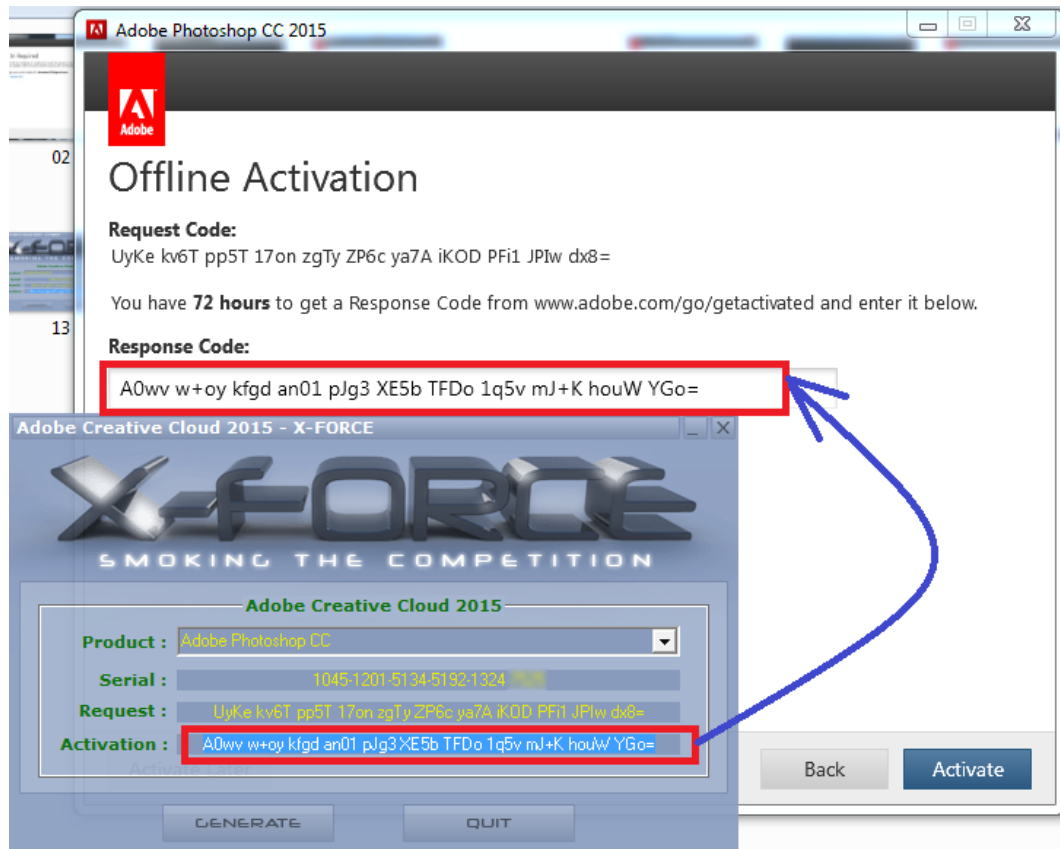 Adobe Photoshop CC 2015
Adobe
02
Offline Activation
Request Code:
UyKe kv6T pp5T 17on zgTy ZP6c ya7A iKOD PFi1 JPIw dx8=
You have 72 hours to get a Response Code from www.adobe.com/go/getactivated and enter it below.
13
Response Code:
A0wv w+oy kfgd an01 pJg3 XE5b TFDo 1q5v mJ+K houW YGo=
Adobe Creative Cloud 2015 - X-FORCE
X-FORCE
SMOKING THE COMPETITION
Adobe Creative Cloud 2015
Product : Adobe Photoshop CC
Serial : 1045-1201-5134-5192-1324
Request : UyKe kv6T pp5T 17on zgTy ZP6c ya7A iKOD PFi1 JPIw dx8=
Activation : A0wv w+oy kfgd an01 pJg3 XE5b TFDo 1q5v mJ+K houW YGo=
Activate Later
Back Activate
GENERATE QUIT